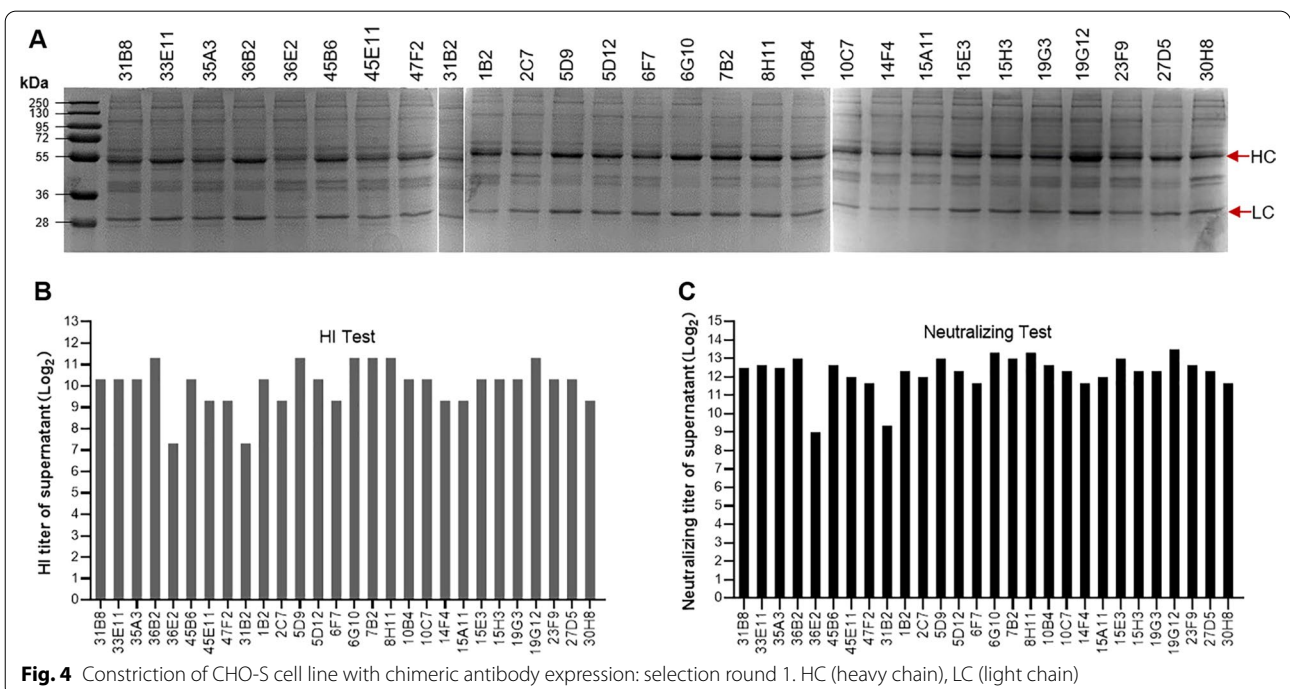 A
31B8 33E11 35A3 36B2 36E2 45B6 45E11 47F2 31B2 1B2 2C7 5D9 5D12 6F7 6G10 7B2 8H11 10B4 10C7 14F4 15A11 15E3 15H3 19G3 19G12 23F9 27D5 30H8
kDa
250
130
95
72
55
36
28
HC
LC
B
HI Test
HI titer of supernatant (Log2)
13
12
11
10
9
8
7
6
5
4
3
2
1
0
31B8 33E11 35A3 36B2 36E2 45B6 45E11 47F2 31B2 1B2 2C7 5D9 5D12 6F7 6G10 7B2 8H11 10B4 10C7 14F4 15A11 15E3 15H3 19G3 19G12 23F9 27D5 30H8
C
Neutralizing Test
Neutralizing titer of supernatant (Log2)
15
14
13
12
11
10
9
8
7
6
5
4
3
2
1
0
31B8 33E11 35A3 36B2 36E2 45B6 45E11 47F2 31B2 1B2 2C7 5D9 5D12 6F7 6G10 7B2 8H11 10B4 10C7 14F4 15A11 15E3 15H3 19G3 19G12 23F9 27D5 30H8
Fig. 4 Constriction of CHO-S cell line with chimeric antibody expression: selection round 1. HC (heavy chain), LC (light chain)